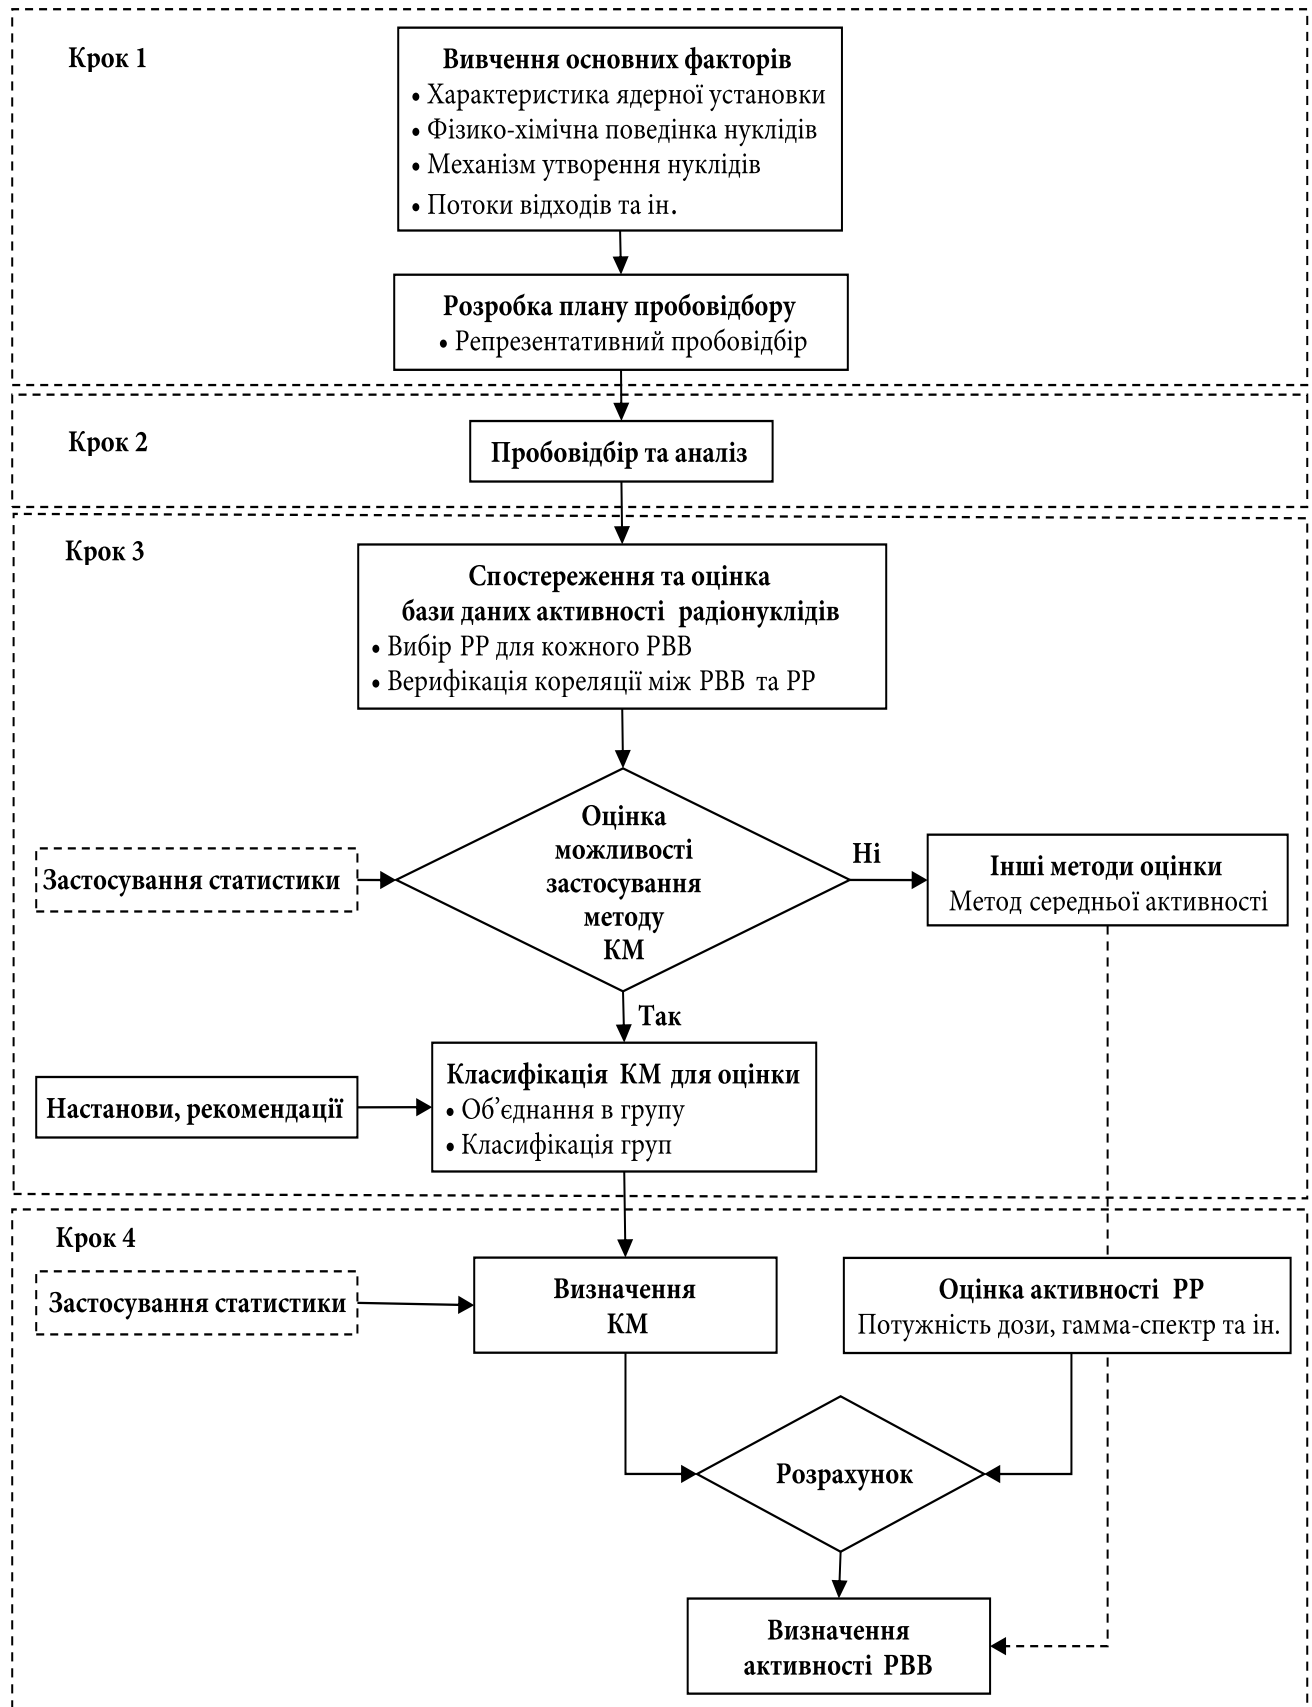 Крок 1
Вивчення основних факторів
• Характеристика ядерної установки
• Фізико-хімічна поведінка нуклідів
• Механізм утворення нуклідів
• Потоки відходів та ін.
Розробка плану пробовідбору
• Репрезентативний пробовідбір
Крок 2
Пробовідбір та аналіз
Крок 3
Спостереження та оцінка
бази даних активності радіонуклідів
• Вибір РР для кожного РВВ
• Верифікація кореляції між РВВ та РР
Оцінка
можливості
застосування
методу
КМ
Застосування статистики
Ні
Інші методи оцінки
Метод середньої активності
Так
Класифікація КМ для оцінки
• Об’єднання в групу
• Класифікація груп
Настанови, рекомендації
Крок 4
Застосування статистики
Визначення
КМ
Оцінка активності РР
Потужність дози, гамма-спектр та ін.
Розрахунок
Визначення
активності РВВ